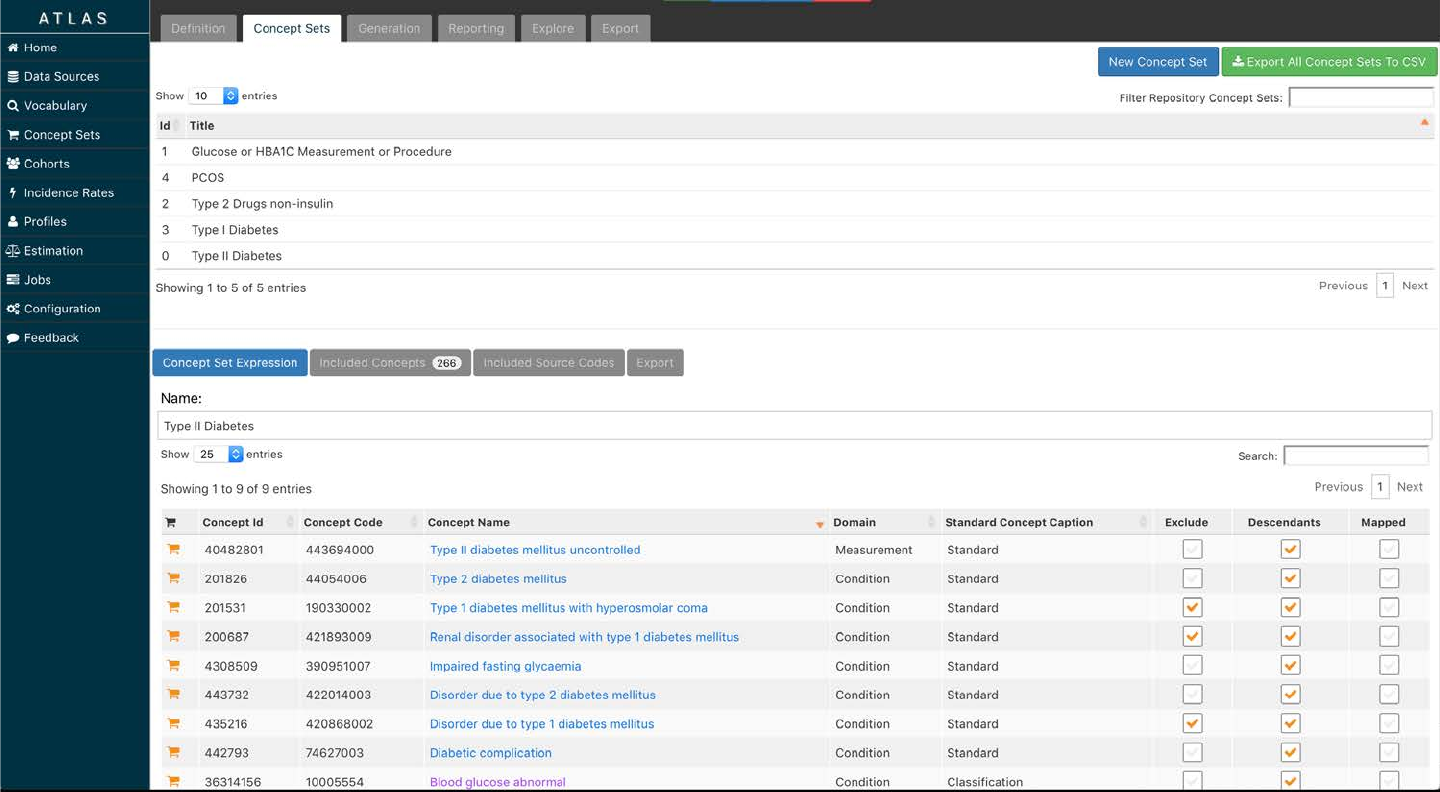 ATLAS
Home
Data Sources
Vocabulary
Concept Sets
Cohorts
Incidence Rates
Profiles
Estimation
Jobs
Configuration
Feedback
Definition Concept Sets Generation Reporting Explore Export
New Concept Set Export All Concept Sets To CSV
Show 10 entries Filter Repository Concept Sets:
Id Title
1 Glucose or HBA1C Measurement or Procedure
4 PCOS
2 Type 2 Drugs non-insulin
3 Type I Diabetes
0 Type II Diabetes
Showing 1 to 5 of 5 entries Previous 1 Next
Concept Set Expression Included Concepts 266 Included Source Codes Export
Name:
Type II Diabetes
Show 25 entries Search:
Showing 1 to 9 of 9 entries Previous 1 Next
Concept Id Concept Code Concept Name Domain Standard Concept Caption Exclude Descendants Mapped
40482801 443694000 Type II diabetes mellitus uncontrolled Measurement Standard
201826 44054006 Type 2 diabetes mellitus Condition Standard
201531 190330002 Type 1 diabetes mellitus with hyperosmolar coma Condition Standard
200687 421893009 Renal disorder associated with type 1 diabetes mellitus Condition Standard
4308509 390951007 Impaired fasting glycaemia Condition Standard
443732 422014003 Disorder due to type 2 diabetes mellitus Condition Standard
435216 420868002 Disorder due to type 1 diabetes mellitus Condition Standard
442793 74627003 Diabetic complication Condition Standard
36314156 10005554 Blood glucose abnormal Condition Classification